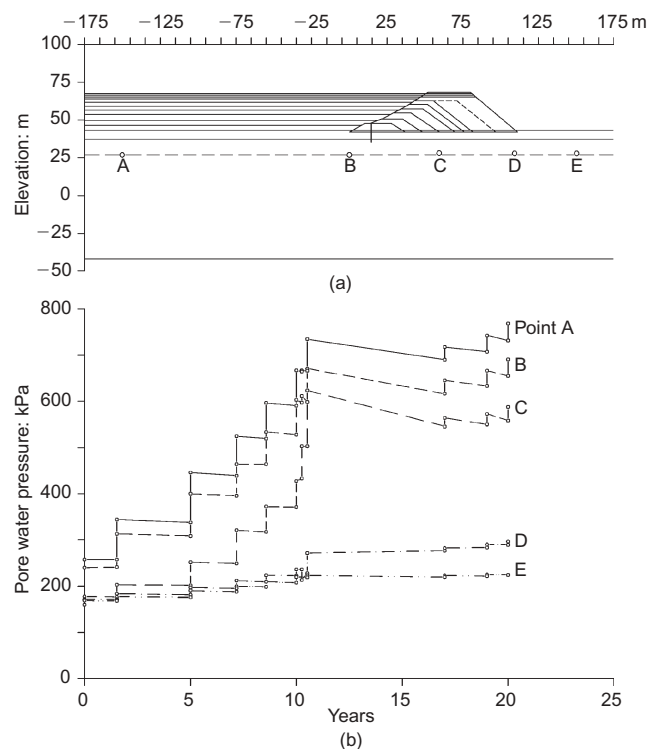 −175 −125 −75 −25 25 75 125 175 m
100
75
50
25
0
−25
−50
Elevation: m
A B C D E
(a)
800
600
400
200
0
Pore water pressure: kPa
Point A
B
C
D
E
0 5 10 15 20 25
Years
(b)